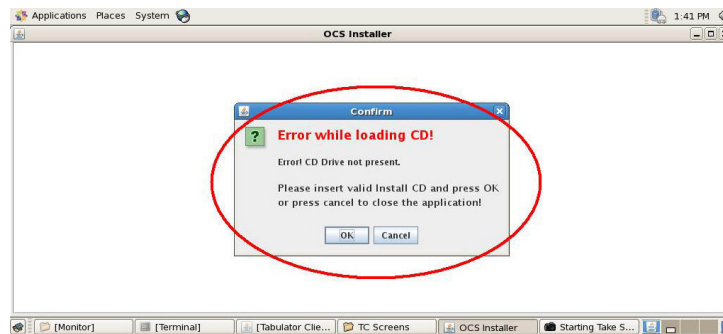 Applications Places System 1:41 PM
OCS Installer
Confirm
Error while loading CD!
Error! CD Drive not present.
Please insert valid Install CD and press OK
or press cancel to close the application!
OK Cancel
[Monitor] [Terminal] [Tabulator Clie... TC Screens OCS Installer Starting Take S...